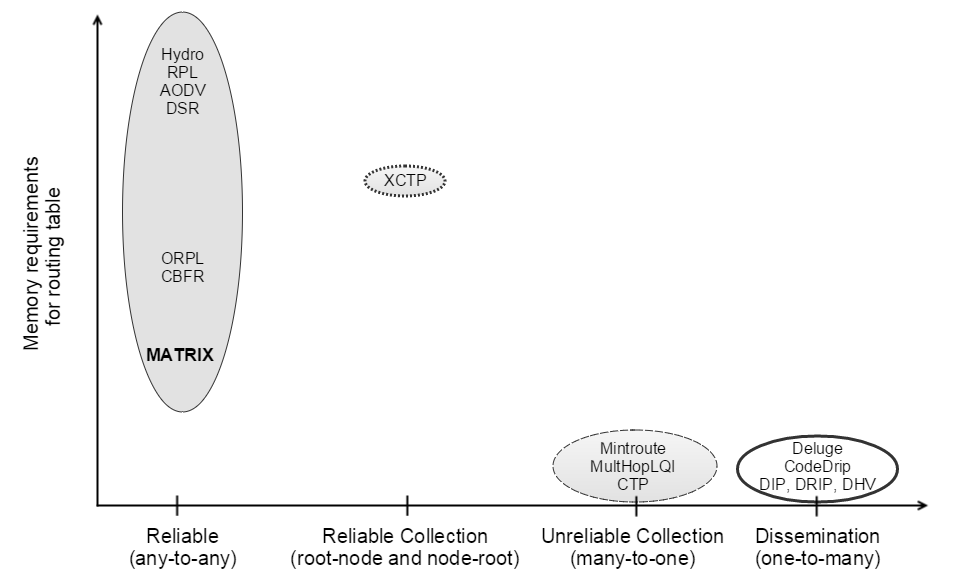 Memory requirements
for routing table
Hydro
RPL
AODV
DSR
ORPL
CBFR
MATRIX
XCTP
Mintroute
MultHopLQI
CTP
Deluge
CodeDrip
DIP, DRIP, DHV
Reliable
(any-to-any)
Reliable Collection
(root-node and node-root)
Unreliable Collection
(many-to-one)
Dissemination
(one-to-many)